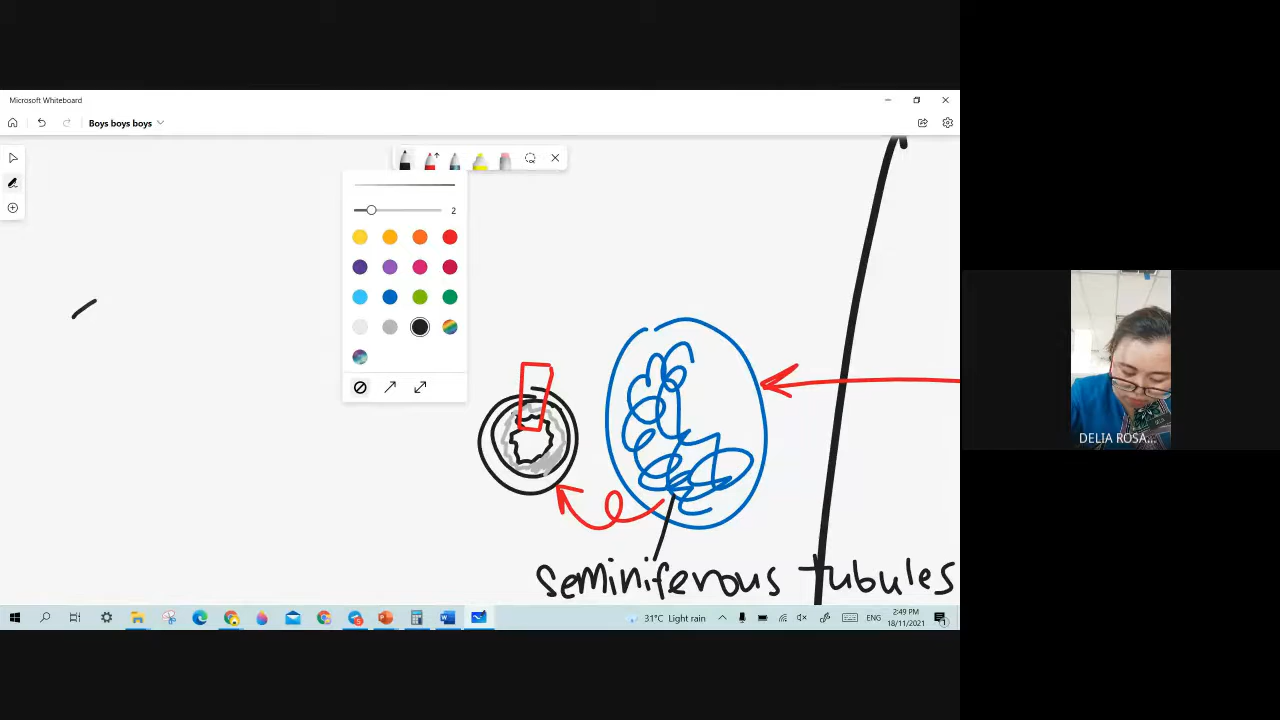 Microsoft Whiteboard
Boys boys boys
2
DELIA ROSA...
seminiferous tubules
31°C Light rain
ENG
2:49 PM
18/11/2021